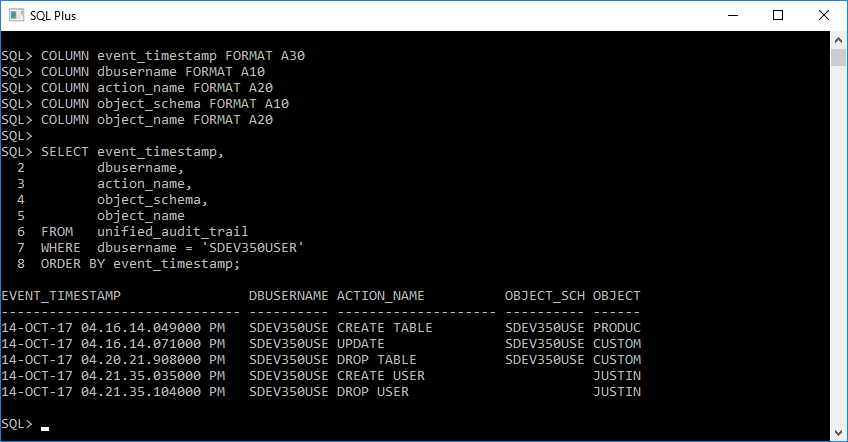 SQL Plus
SQL> COLUMN event_timestamp FORMAT A30
SQL> COLUMN dbusername FORMAT A10
SQL> COLUMN action_name FORMAT A20
SQL> COLUMN object_schema FORMAT A10
SQL> COLUMN object_name FORMAT A20
SQL>
SQL> SELECT event_timestamp,
  2         dbusername,
  3         action_name,
  4         object_schema,
  5         object_name
  6  FROM   unified_audit_trail
  7  WHERE  dbusername = 'SDEV350USER'
  8  ORDER BY event_timestamp;
EVENT_TIMESTAMP                DBUSERNAME ACTION_NAME          OBJECT_SCH OBJECT
------------------------------ ---------- -------------------- ---------- ------
14-OCT-17 04.16.14.049000 PM   SDEV350USE CREATE TABLE         SDEV350USE PRODUC
14-OCT-17 04.16.14.071000 PM   SDEV350USE UPDATE               SDEV350USE CUSTOM
14-OCT-17 04.20.21.908000 PM   SDEV350USE DROP TABLE           SDEV350USE CUSTOM
14-OCT-17 04.21.35.035000 PM   SDEV350USE CREATE USER                     JUSTIN
14-OCT-17 04.21.35.104000 PM   SDEV350USE DROP USER                       JUSTIN
SQL>